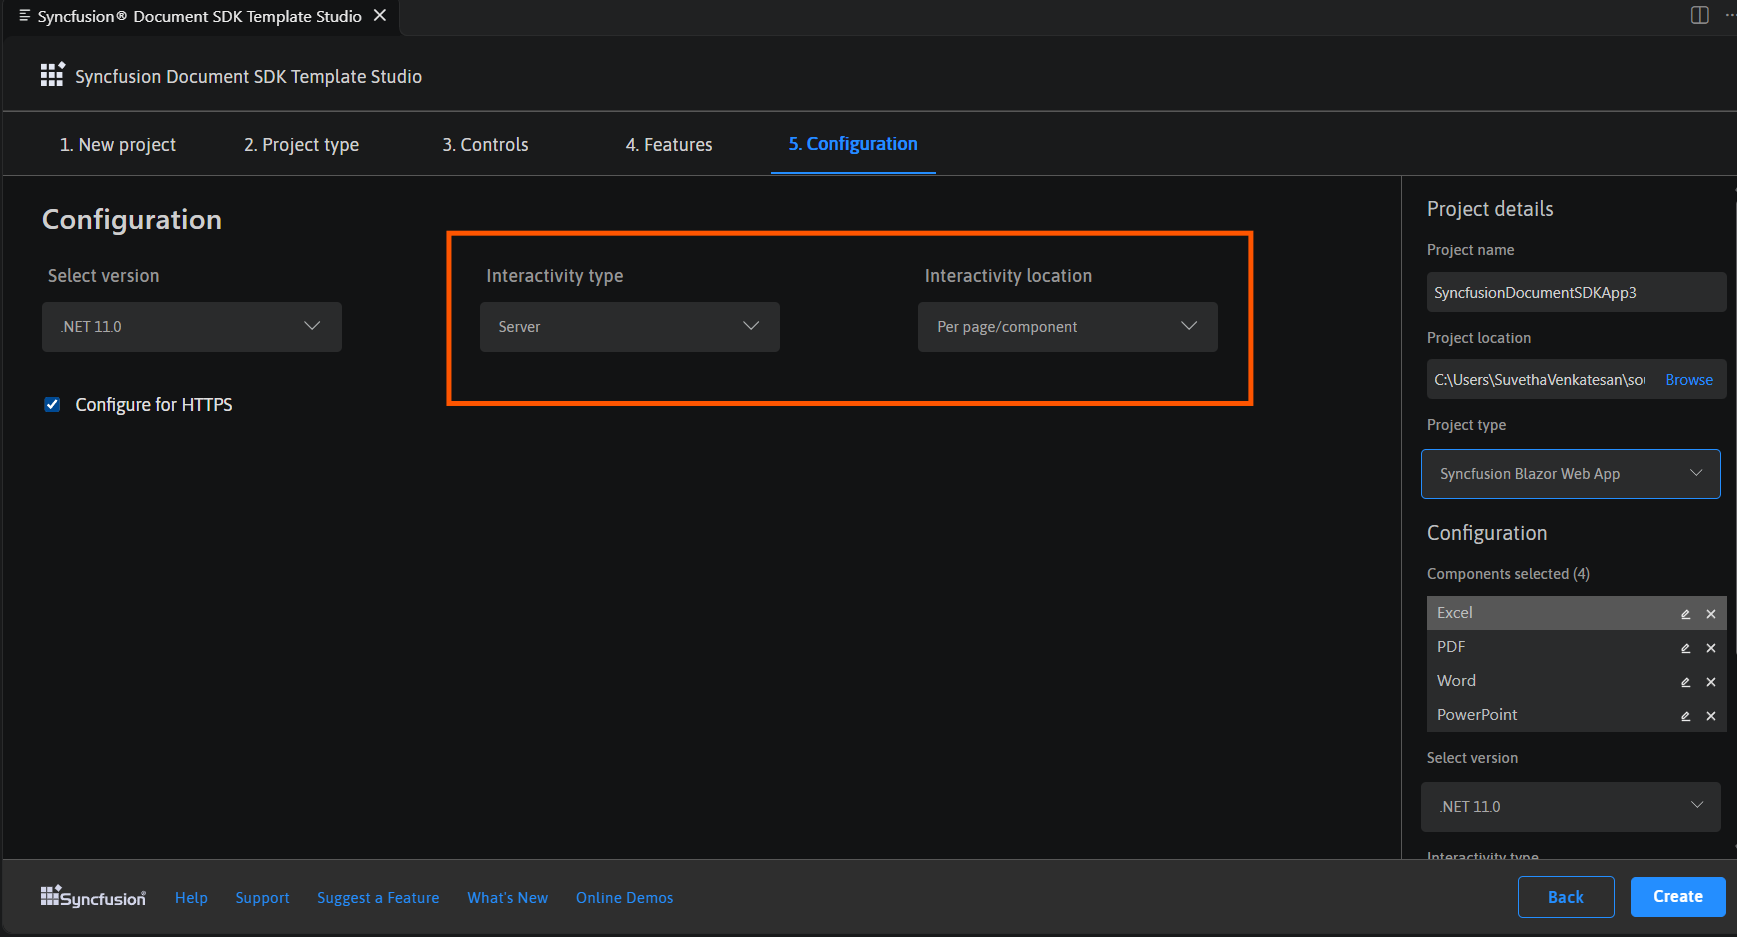 Syncfusion® Document SDK Template Studio
Syncfusion Document SDK Template Studio
1. New project
2. Project type
3. Controls
4. Features
5. Configuration
Configuration
Select version
.NET 11.0
Interactivity type
Server
Interactivity location
Per page/component
Configure for HTTPS
Project details
Project name
SyncfusionDocumentSDKApp3
Project location
C:\Users\SuvethaVenkatesan\sou
Browse
Project type
Syncfusion Blazor Web App
Configuration
Components selected (4)
Excel
PDF
Word
PowerPoint
Select version
.NET 11.0
Interactivity type
Syncfusion®
Help
Support
Suggest a Feature
What's New
Online Demos
Back
Create